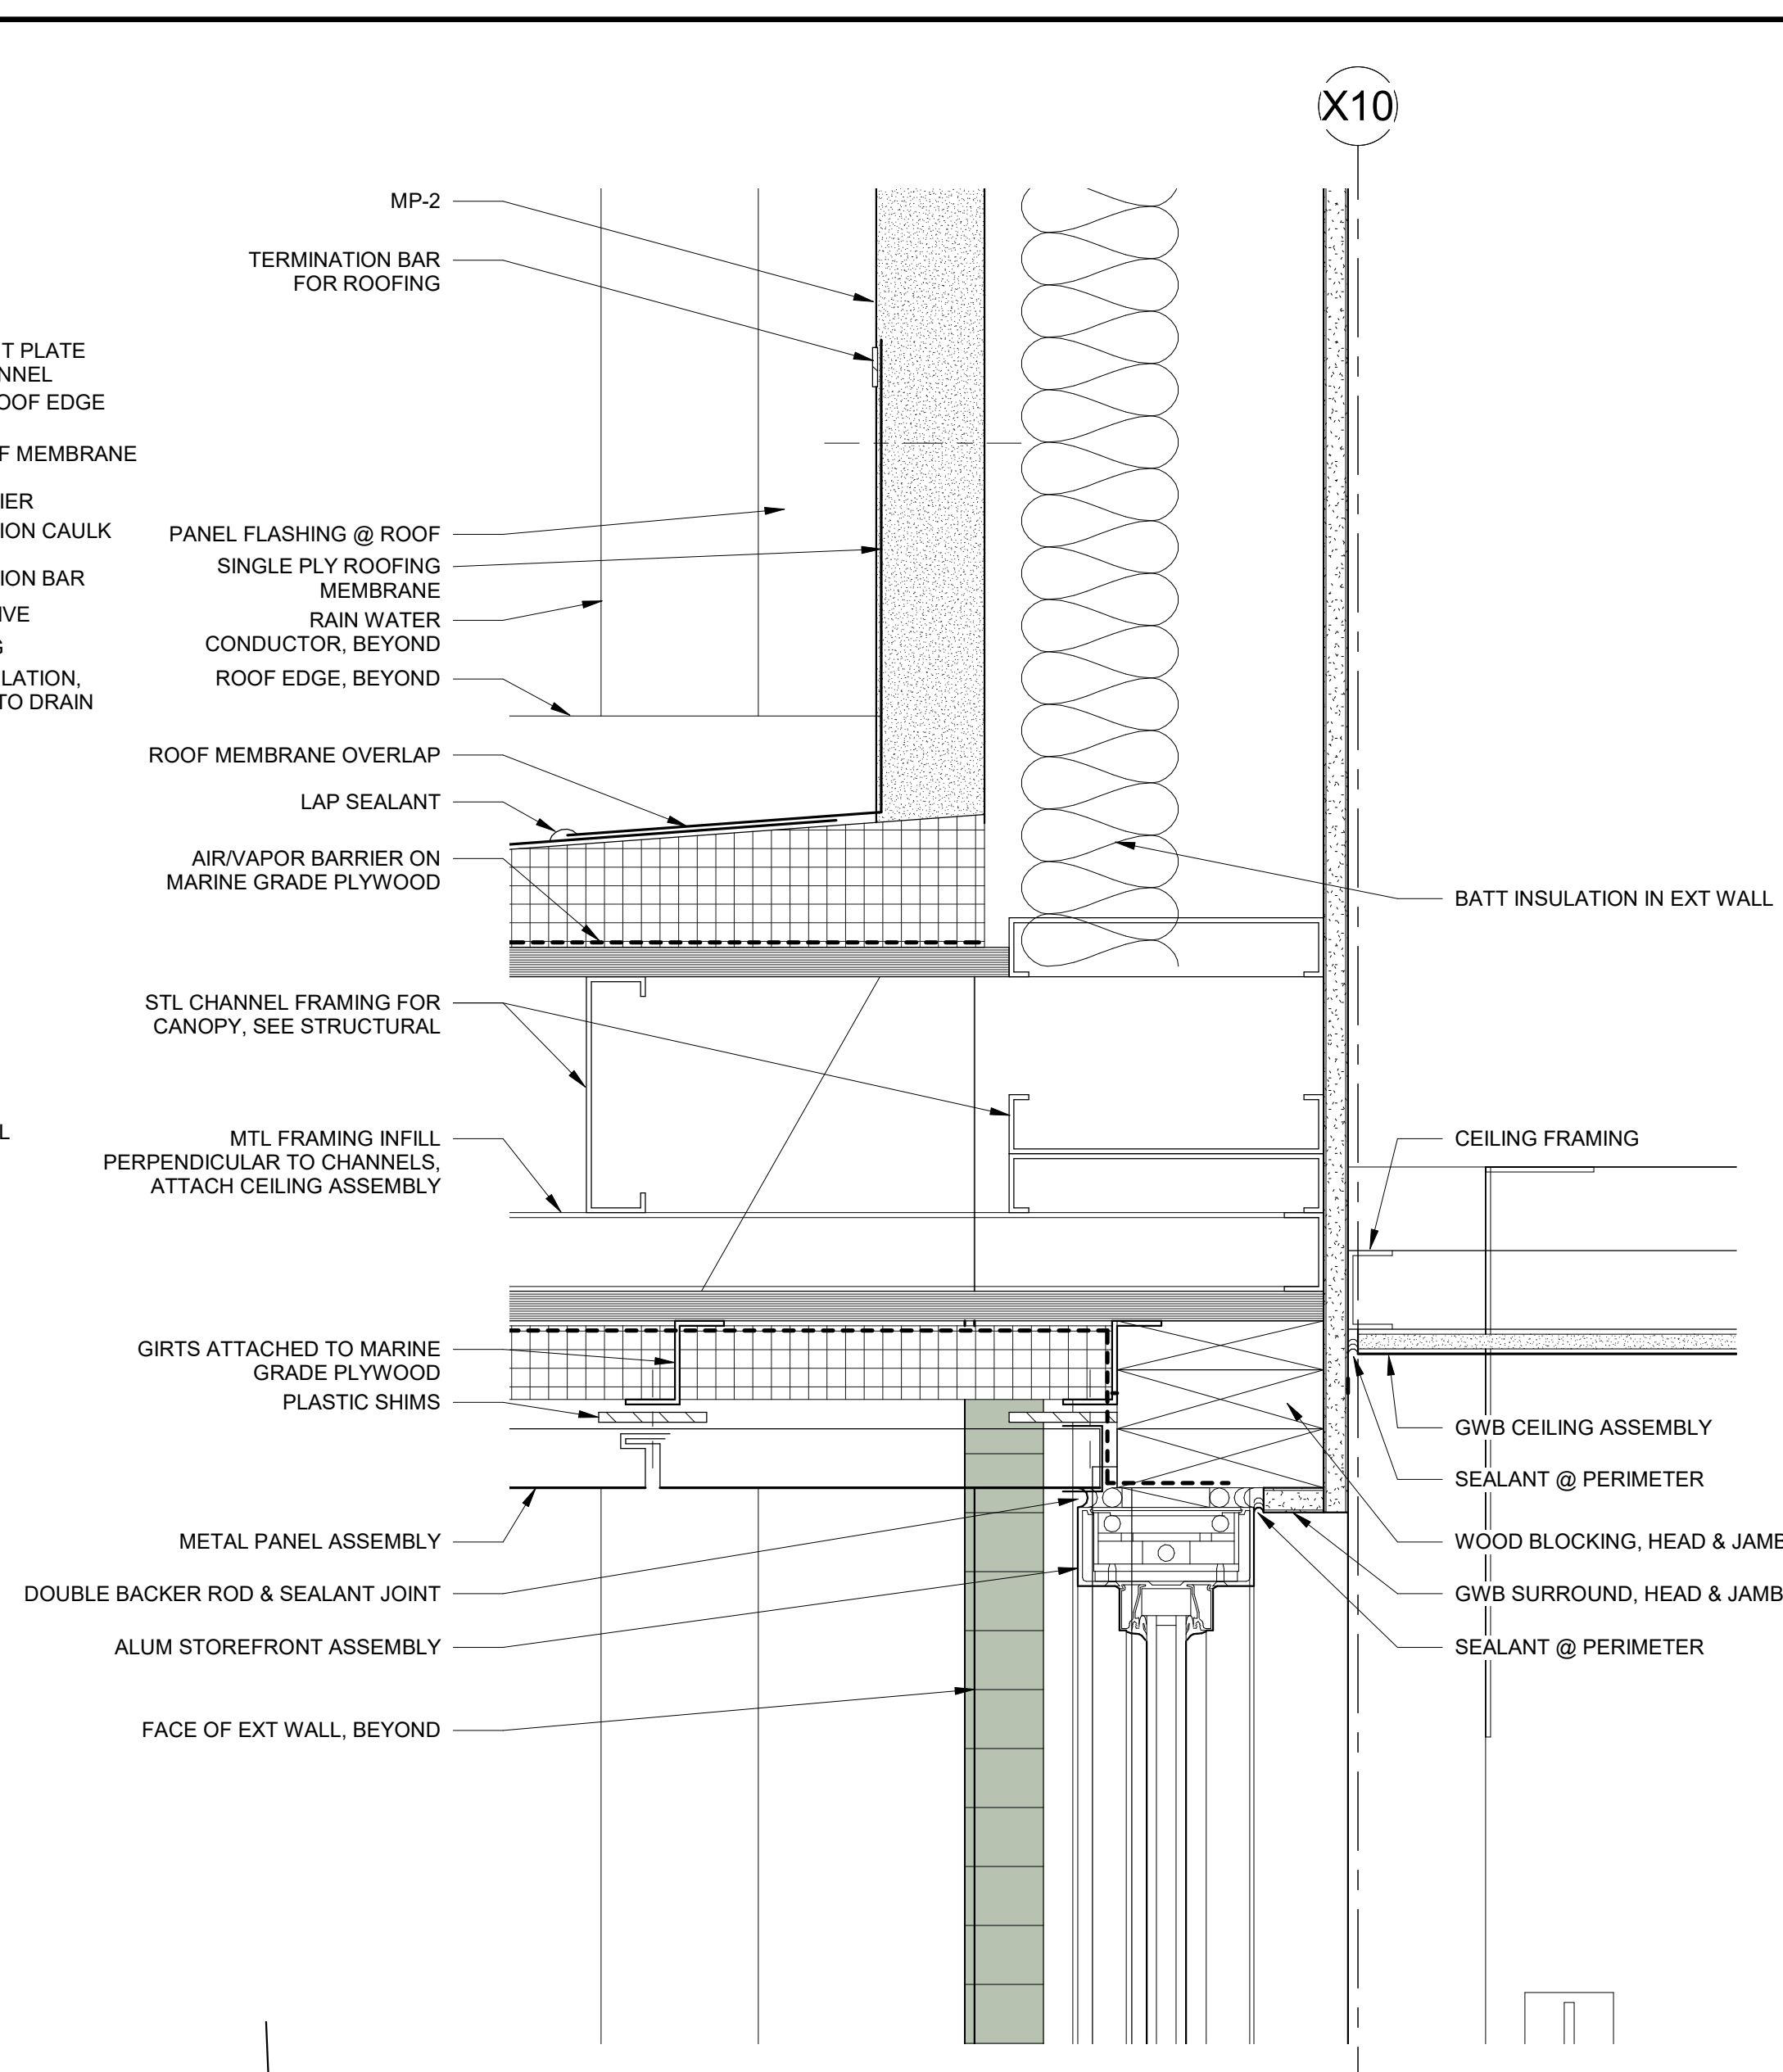 X10
MP-2
TERMINATION BAR
FOR ROOFING
T PLATE
NNEL
OOF EDGE
F MEMBRANE
IER
ION CAULK
ION BAR
IVE
G
LATION,
TO DRAIN
L
PANEL FLASHING @ ROOF
SINGLE PLY ROOFING
MEMBRANE
RAIN WATER
CONDUCTOR, BEYOND
ROOF EDGE, BEYOND
ROOF MEMBRANE OVERLAP
LAP SEALANT
AIR/VAPOR BARRIER ON
MARINE GRADE PLYWOOD
STL CHANNEL FRAMING FOR
CANOPY, SEE STRUCTURAL
MTL FRAMING INFILL
PERPENDICULAR TO CHANNELS,
ATTACH CEILING ASSEMBLY
GIRTS ATTACHED TO MARINE
GRADE PLYWOOD
PLASTIC SHIMS
METAL PANEL ASSEMBLY
DOUBLE BACKER ROD & SEALANT JOINT
ALUM STOREFRONT ASSEMBLY
FACE OF EXT WALL, BEYOND
BATT INSULATION IN EXT WALL
CEILING FRAMING
GWB CEILING ASSEMBLY
SEALANT @ PERIMETER
WOOD BLOCKING, HEAD & JAMB
GWB SURROUND, HEAD & JAMB
SEALANT @ PERIMETER